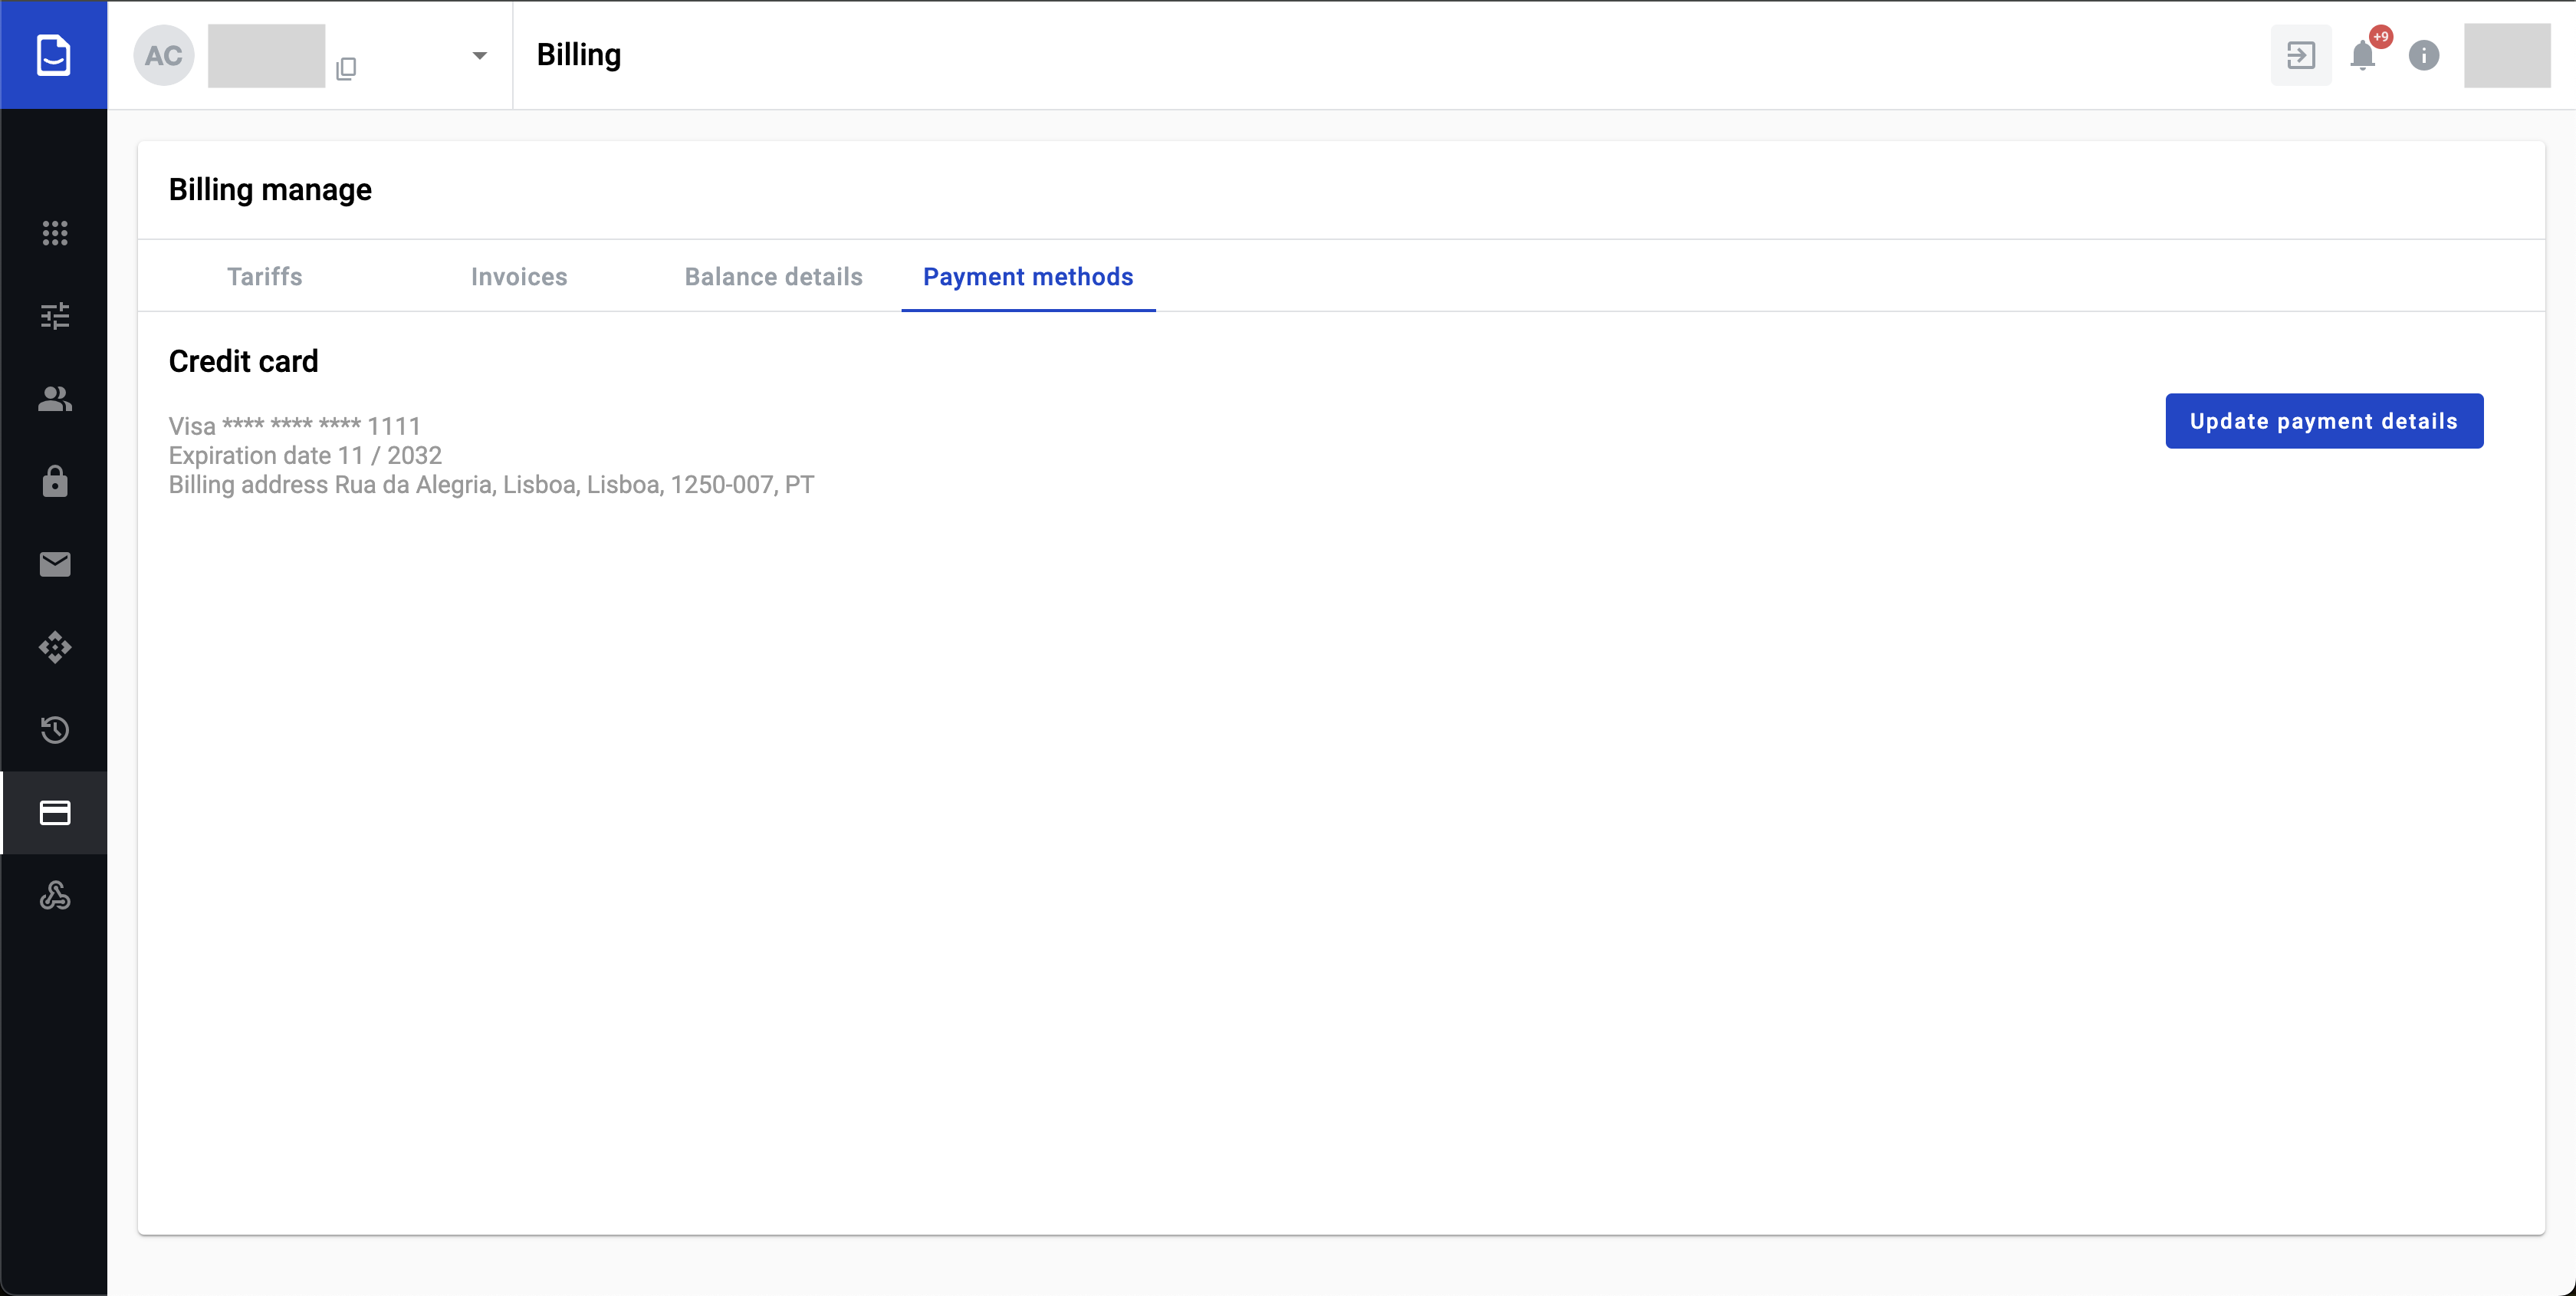 AC
Billing
+9
Billing manage
Tariffs
Invoices
Balance details
Payment methods
Credit card
Visa **** **** **** 1111
Expiration date 11 / 2032
Billing address Rua da Alegria, Lisboa, Lisboa, 1250-007, PT
Update payment details